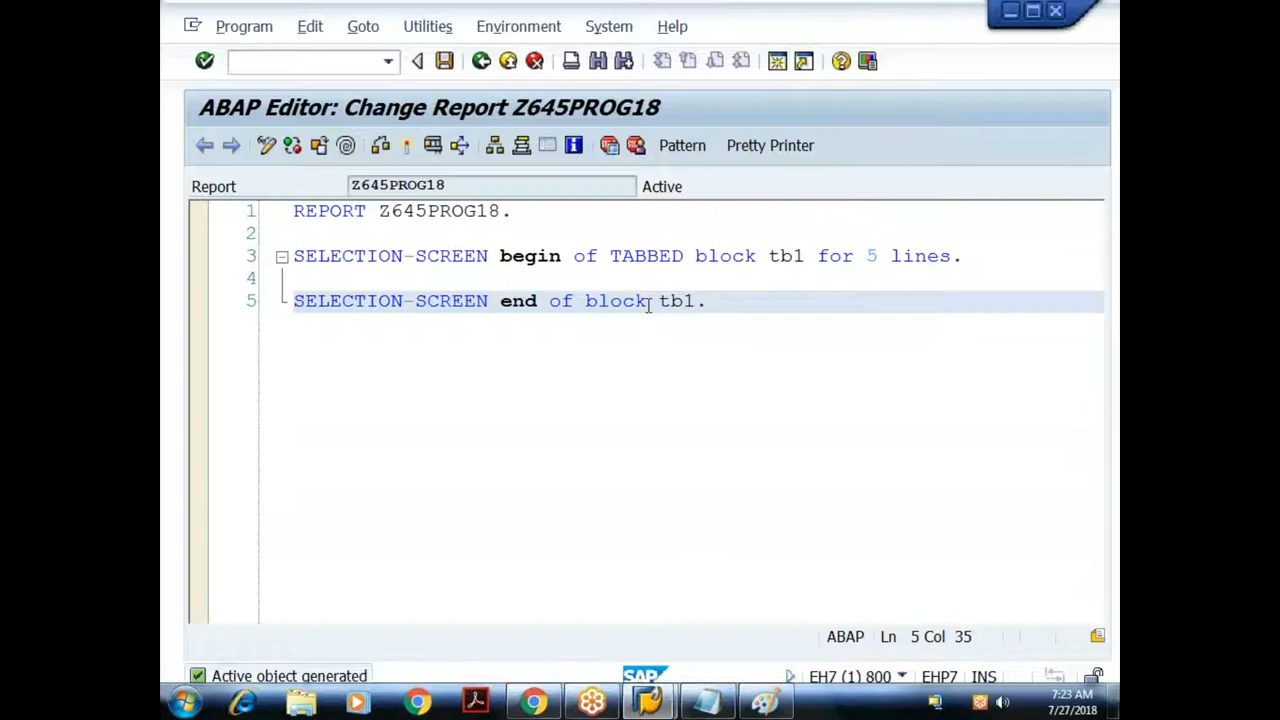 Program Edit Goto Utilities Environment System Help
ABAP Editor: Change Report Z645PROG18
Pattern Pretty Printer
Report Z645PROG18 Active
1 REPORT Z645PROG18.
2
3 SELECTION-SCREEN begin of TABBED block tb1 for 5 lines.
4
5 SELECTION-SCREEN end of block tb1.
ABAP Ln 5 Col 35
Active object generated SAP EH7 (1) 800 EHP7 INS
7:23 AM
7/27/2018